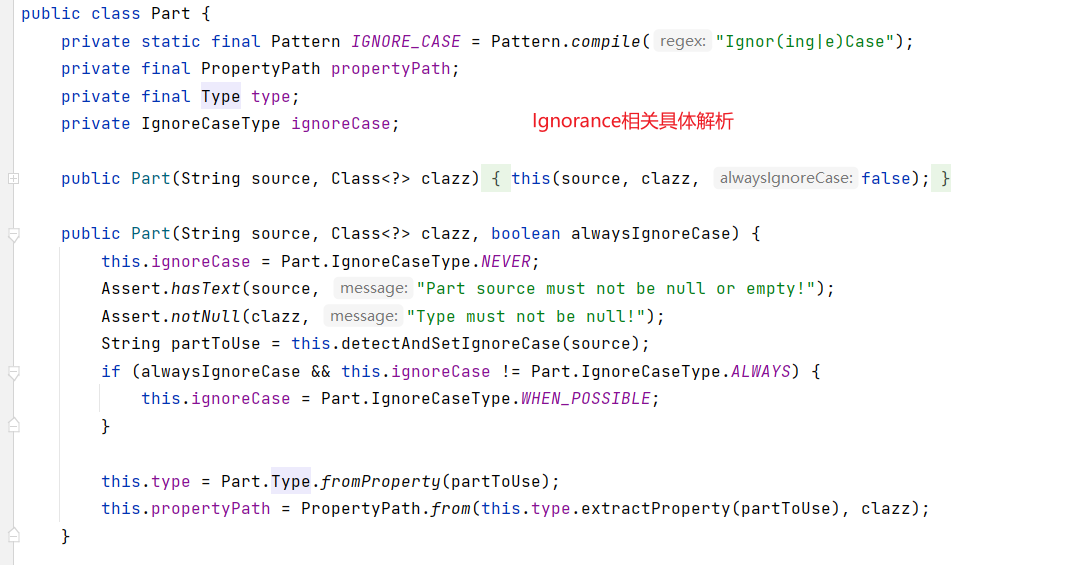 public class Part {
private static final Pattern IGNORE_CASE = Pattern.compile( regex: "Ignor(ing|e)Case");
private final PropertyPath propertyPath;
private final Type type;
private IgnoreCaseType ignoreCase;
Ignorance相关具体解析
public Part(String source, Class<?> clazz) { this(source, clazz, alwaysIgnoreCase: false); }
public Part(String source, Class<?> clazz, boolean alwaysIgnoreCase) {
this.ignoreCase = Part.IgnoreCaseType.NEVER;
Assert.hasText(source, message: "Part source must not be null or empty!");
Assert.notNull(clazz, message: "Type must not be null!");
String partToUse = this.detectAndSetIgnoreCase(source);
if (alwaysIgnoreCase && this.ignoreCase != Part.IgnoreCaseType.ALWAYS) {
this.ignoreCase = Part.IgnoreCaseType.WHEN_POSSIBLE;
}
this.type = Part.Type.fromProperty(partToUse);
this.propertyPath = PropertyPath.from(this.type.extractProperty(partToUse), clazz);
}